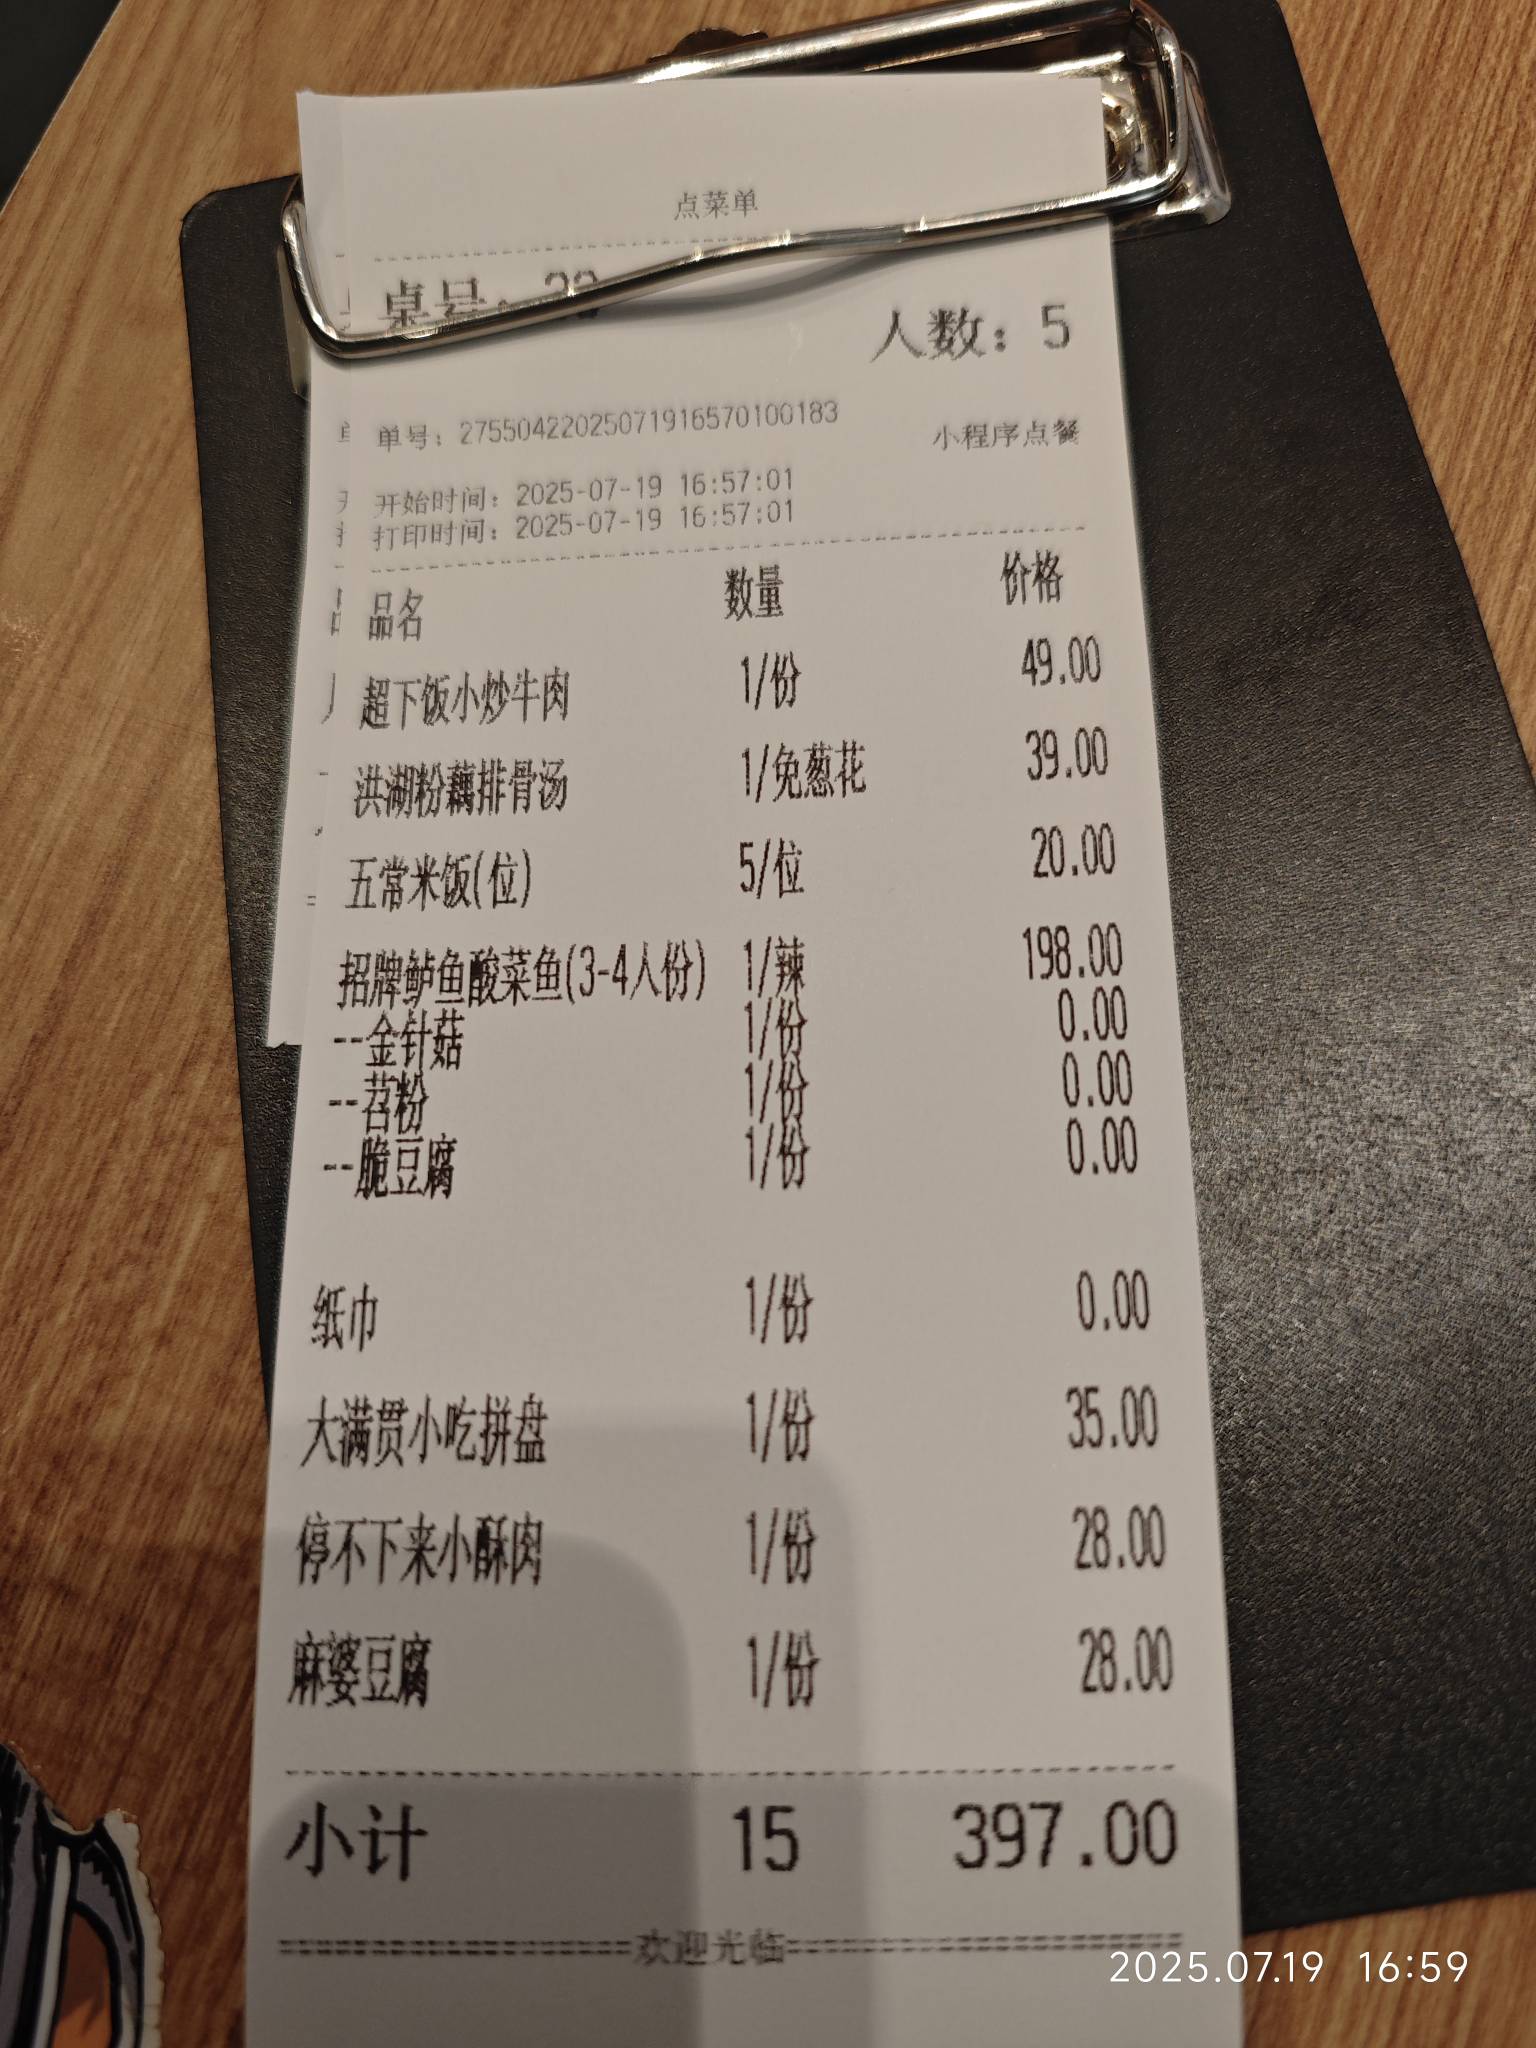 点菜单
桌号：
人数：5
单号：27550422025071916570100183
小程序点餐
开始时间：2025-07-19 16:57:01
打印时间：2025-07-19 16:57:01
品名 数量 价格
超下饭小炒牛肉 1/份 49.00
洪湖粉藕排骨汤 1/免葱花 39.00
五常米饭(位) 5/位 20.00
招牌鲈鱼酸菜鱼(3-4人份) 1/辣 198.00
--金针菇 1/份 0.00
--苕粉 1/份 0.00
--脆豆腐 1/份 0.00
纸巾 1/份 0.00
大满贯小吃拼盘 1/份 35.00
停不下来小酥肉 1/份 28.00
麻婆豆腐 1/份 28.00
小计 15 397.00
欢迎光临
2025.07.19 16:59